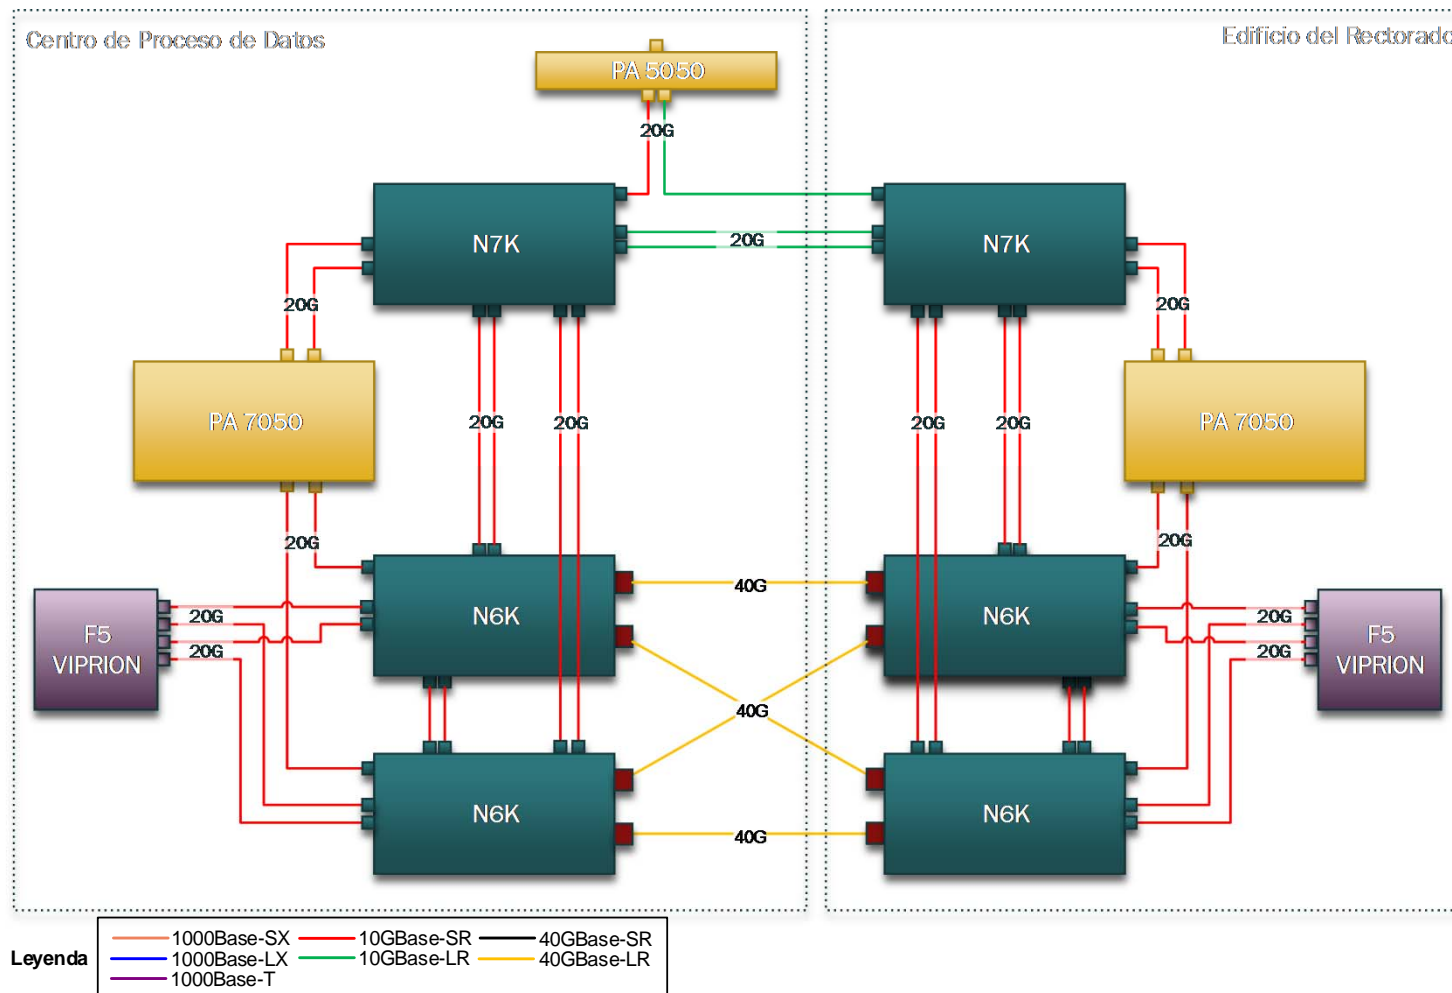 Centro de Proceso de Datos
Edificio del Rectorado
PA 5050
20G
N7K
20G
N7K
20G
20G
PA 7050
20G
20G
20G
20G
PA 7050
20G
20G
N6K
40G
N6K
F5
VIPRION
20G
20G
20G
20G
F5
VIPRION
40G
N6K
40G
N6K
Leyenda
1000Base-SX
10GBase-SR
40GBase-SR
1000Base-LX
10GBase-LR
40GBase-LR
1000Base-T